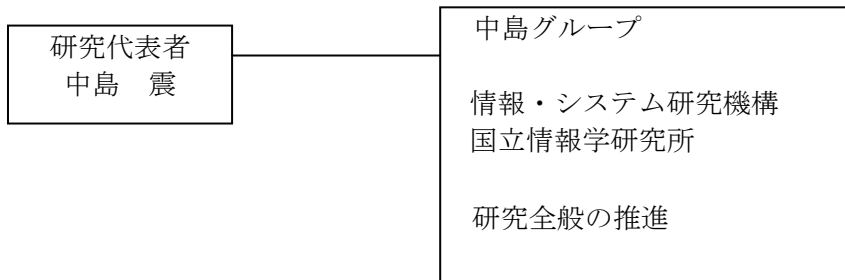 研究代表者
中島　震
中島グループ
情報・システム研究機構
国立情報学研究所
研究全般の推進